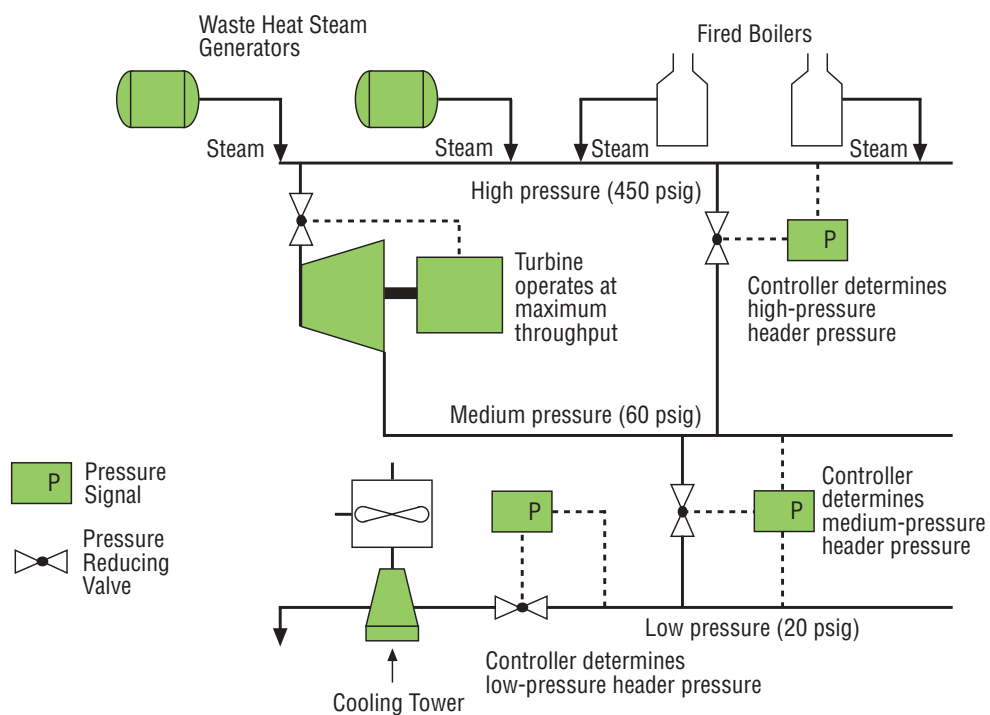 Waste Heat Steam
Generators
Fired Boilers
Steam
Steam
Steam
Steam
High pressure (450 psig)
P
Turbine
operates at
maximum
throughput
Controller determines
high-pressure
header pressure
Medium pressure (60 psig)
P
Pressure
Signal
Pressure
Reducing
Valve
P
P
Controller
determines
medium-pressure
header pressure
Low pressure (20 psig)
Controller determines
low-pressure header pressure
Cooling Tower